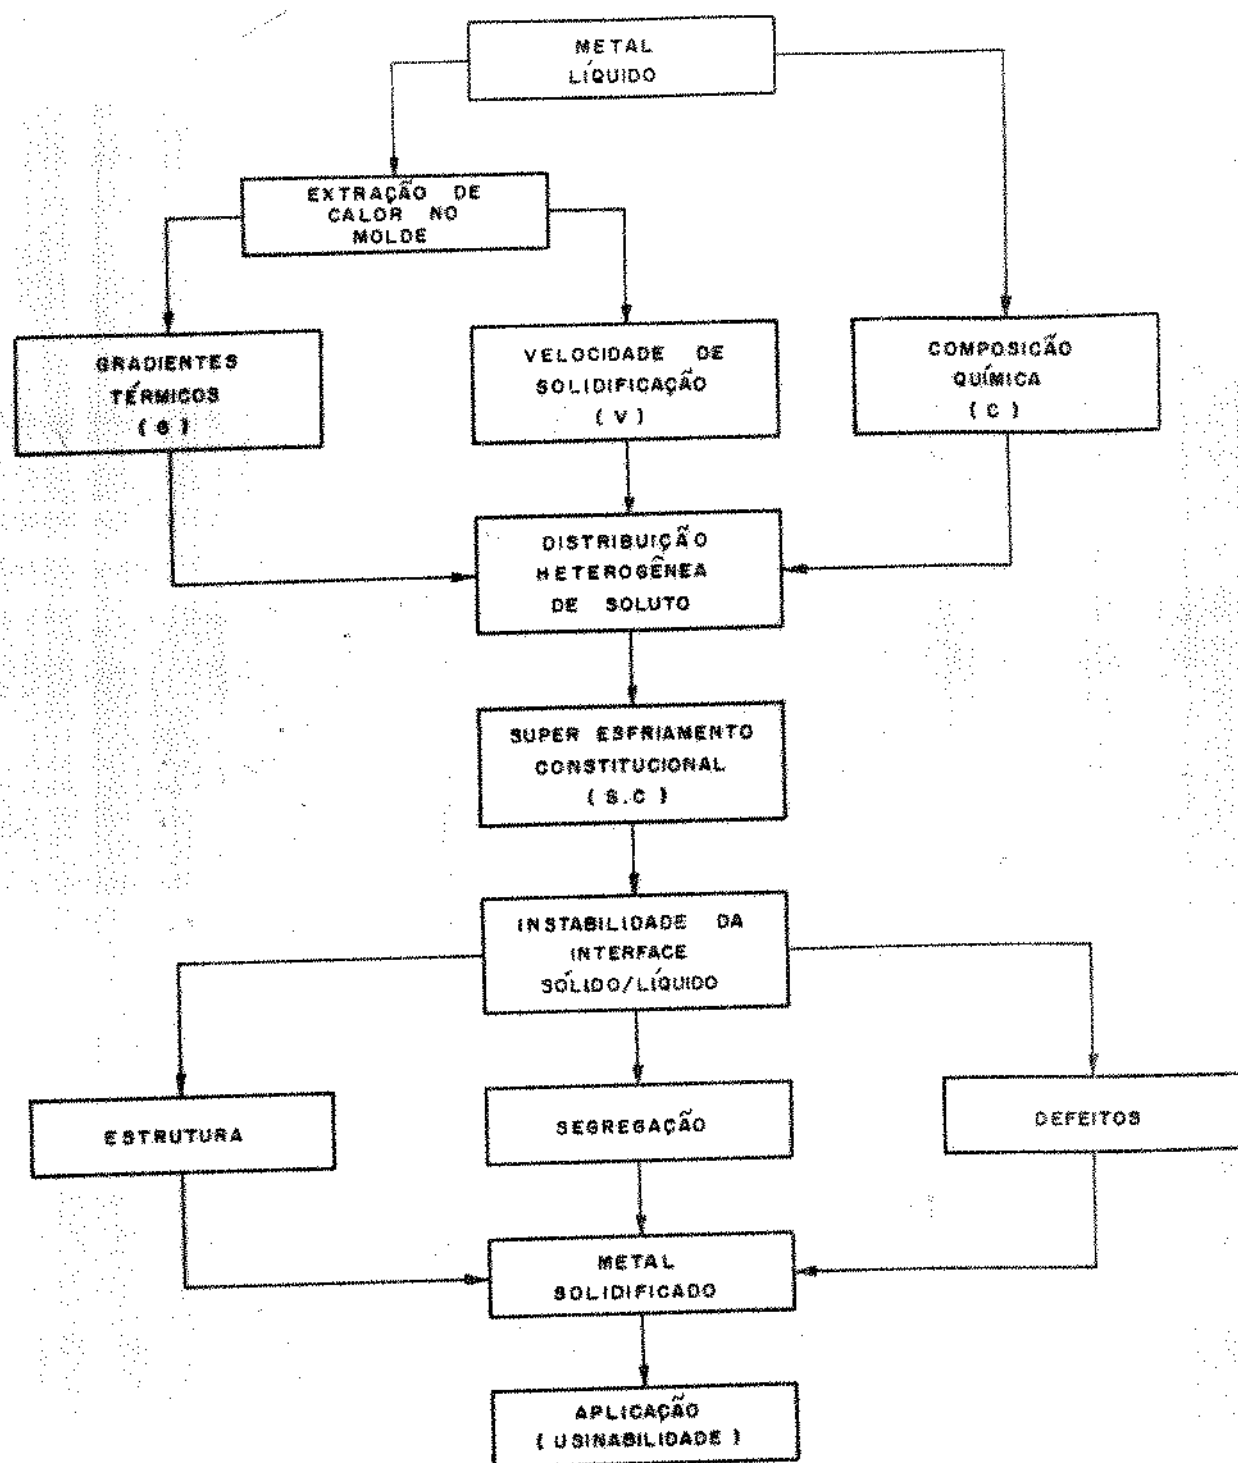 METAL
LÍQUIDO
EXTRAÇÃO DE
CALOR NO
MOLDE
GRADIENTES
TÉRMICOS
( G )
VELOCIDADE DE
SOLIDIFICAÇÃO
( V )
COMPOSICÃO
QUÍMICA
( C )
DISTRIBUIÇÃO
HETEROGÊNEA
DE SOLUTO
SUPER ESFRIAMENTO
CONSTITUCIONAL
( S.C )
INSTABILIDADE DA
INTERFACE
SÓLIDO/LÍQUIDO
ESTRUTURA
SEGREGAÇÃO
DEFEITOS
METAL
SOLIDIFICADO
APLICAÇÃO
( USINABILIDADE )